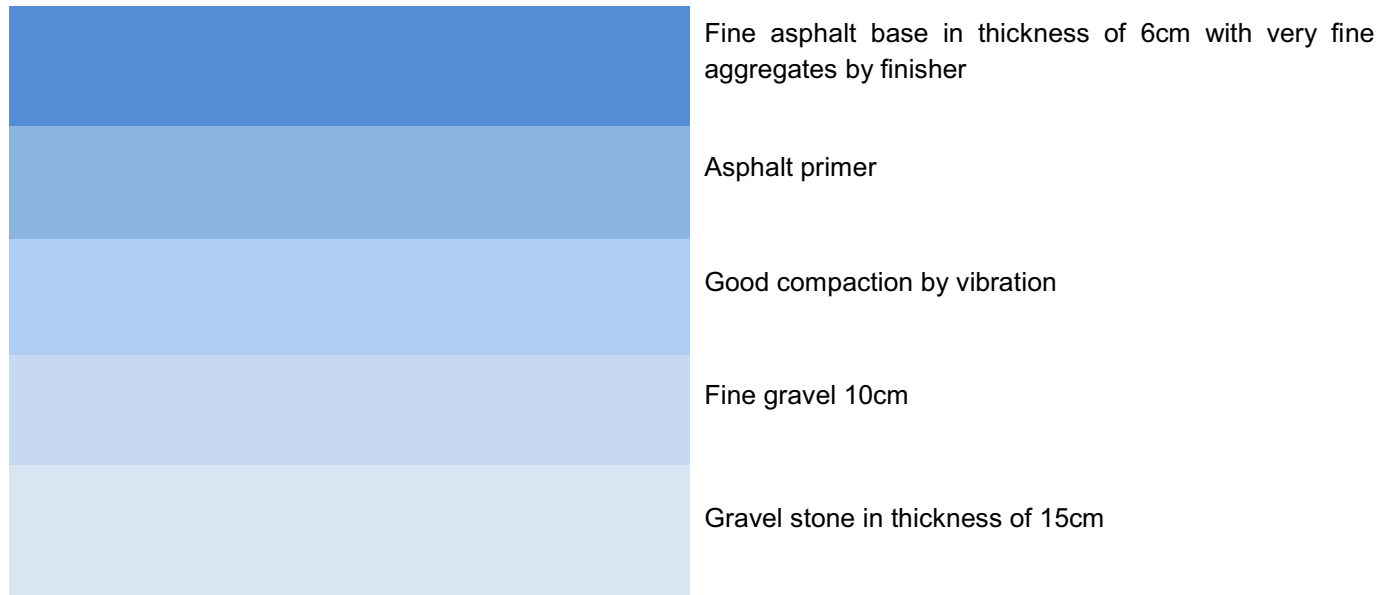 Fine asphalt base in thickness of 6cm with very fine
aggregates by finisher
Asphalt primer
Good compaction by vibration
Fine gravel 10cm
Gravel stone in thickness of 15cm